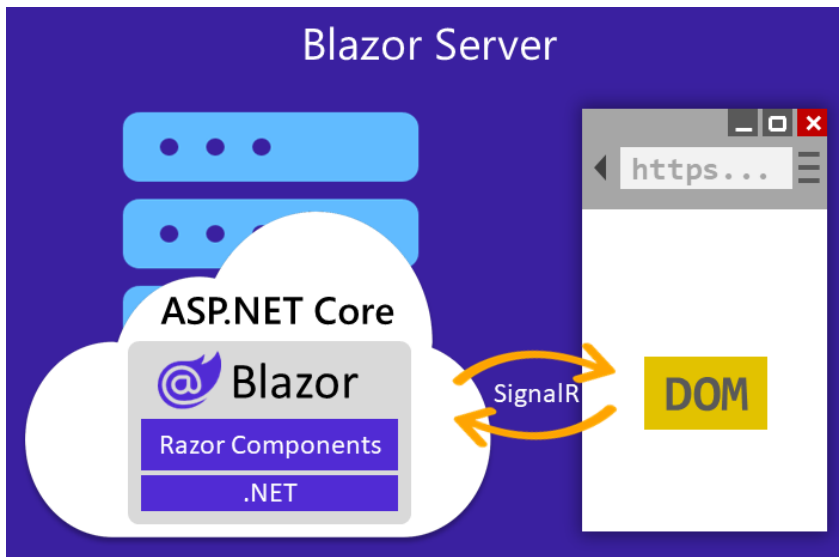 Blazor Server
https...
ASP.NET Core
@ Blazor
Razor Components
.NET
SignalR
DOM